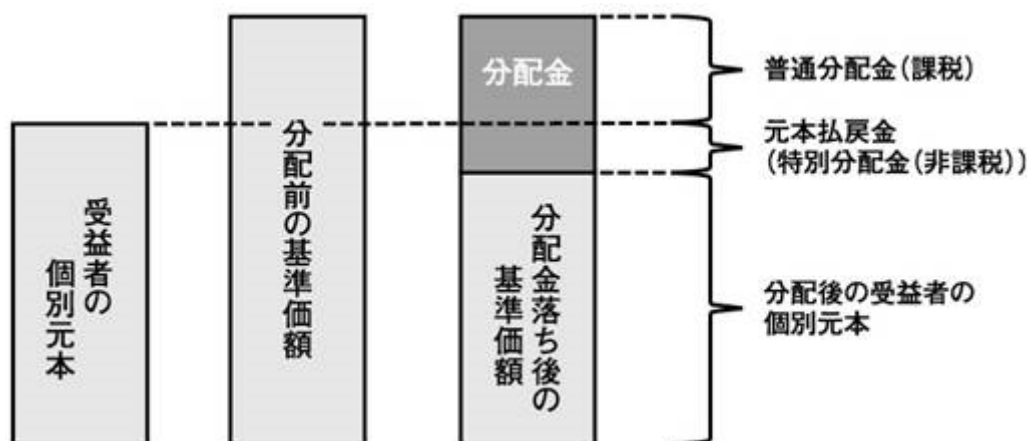 受益者の
個別元本
分配前の基準価額
分配金
分配金落ち後の
基準価額
普通分配金(課税)
元本払戻金
(特別分配金(非課税))
分配後の受益者の
個別元本